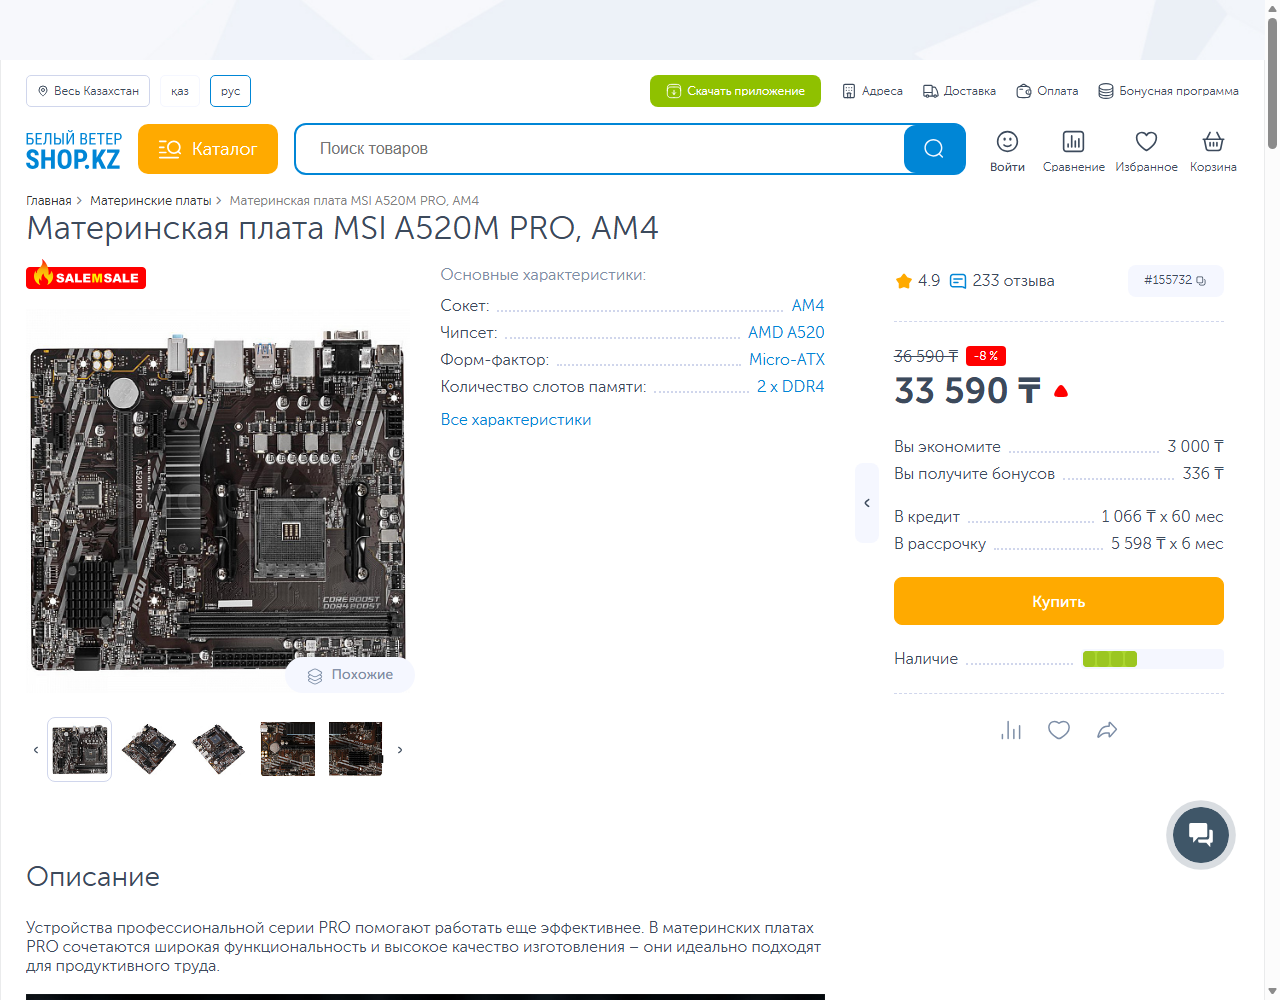 Весь Казахстан
қаз
рус
Скачать приложение
Адреса
Доставка
Оплата
Бонусная программа
БЕЛЫЙ ВЕТЕР
SHOP.KZ
Каталог
Поиск товаров
Войти
Сравнение
Избранное
Корзина
Главная > Материнские платы > Материнская плата MSI A520M PRO, AM4
Материнская плата MSI A520M PRO, AM4
SALEMSALE
Основные характеристики:
Сокет: AM4
Чипсет: AMD A520
Форм-фактор: Micro-ATX
Количество слотов памяти: 2 x DDR4
Все характеристики
A520M PRO
MSI
CORE BOOST
DDR4 BOOST
Похожие
4.9
233 отзыва
#155732
36 590 ₸
-8 %
33 590 ₸
Вы экономите 3 000 ₸
Вы получите бонусов 336 ₸
В кредит 1 066 ₸ x 60 мес
В рассрочку 5 598 ₸ x 6 мес
Купить
Наличие
Описание
Устройства профессиональной серии PRO помогают работать еще эффективнее. В материнских платах
PRO сочетаются широкая функциональность и высокое качество изготовления – они идеально подходят
для продуктивного труда.